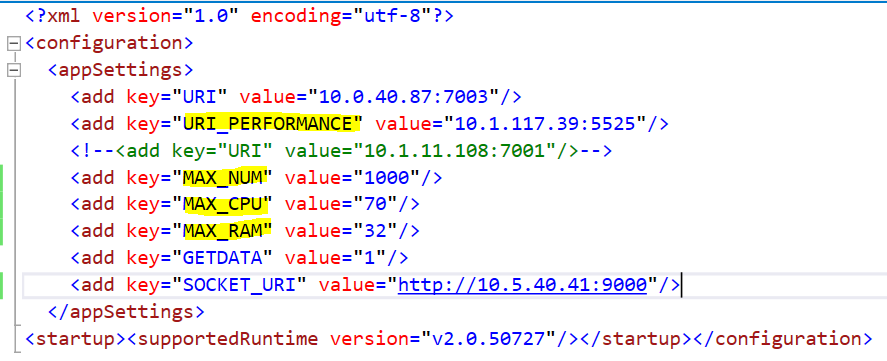 <?xml version="1.0" encoding="utf-8"?>
<configuration>
<appSettings>
<add key="URI" value="10.0.40.87:7003"/>
<add key="URI_PERFORMANCE" value="10.1.117.39:5525"/>
<!--<add key="URI" value="10.1.11.108:7001"/>-->
<add key="MAX_NUM" value="1000"/>
<add key="MAX_CPU" value="70"/>
<add key="MAX_RAM" value="32"/>
<add key="GETDATA" value="1"/>
<add key="SOCKET_URI" value="http://10.5.40.41:9000"/>
</appSettings>
<startup><supportedRuntime version="v2.0.50727"/></startup></configuration>